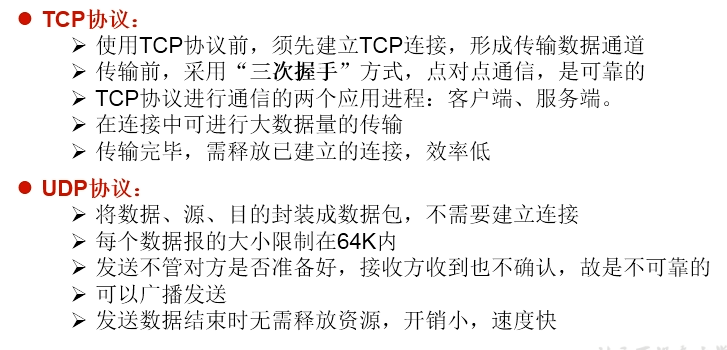 TCP协议：
使用TCP协议前，须先建立TCP连接，形成传输数据通道
传输前，采用“三次握手”方式，点对点通信，是可靠的
TCP协议进行通信的两个应用进程：客户端、服务端。
在连接中可进行大数据量的传输
传输完毕，需释放已建立的连接，效率低
UDP协议：
将数据、源、目的封装成数据包，不需要建立连接
每个数据报的大小限制在64K内
发送不管对方是否准备好，接收方收到也不确认，故是不可靠的
可以广播发送
发送数据结束时无需释放资源，开销小，速度快